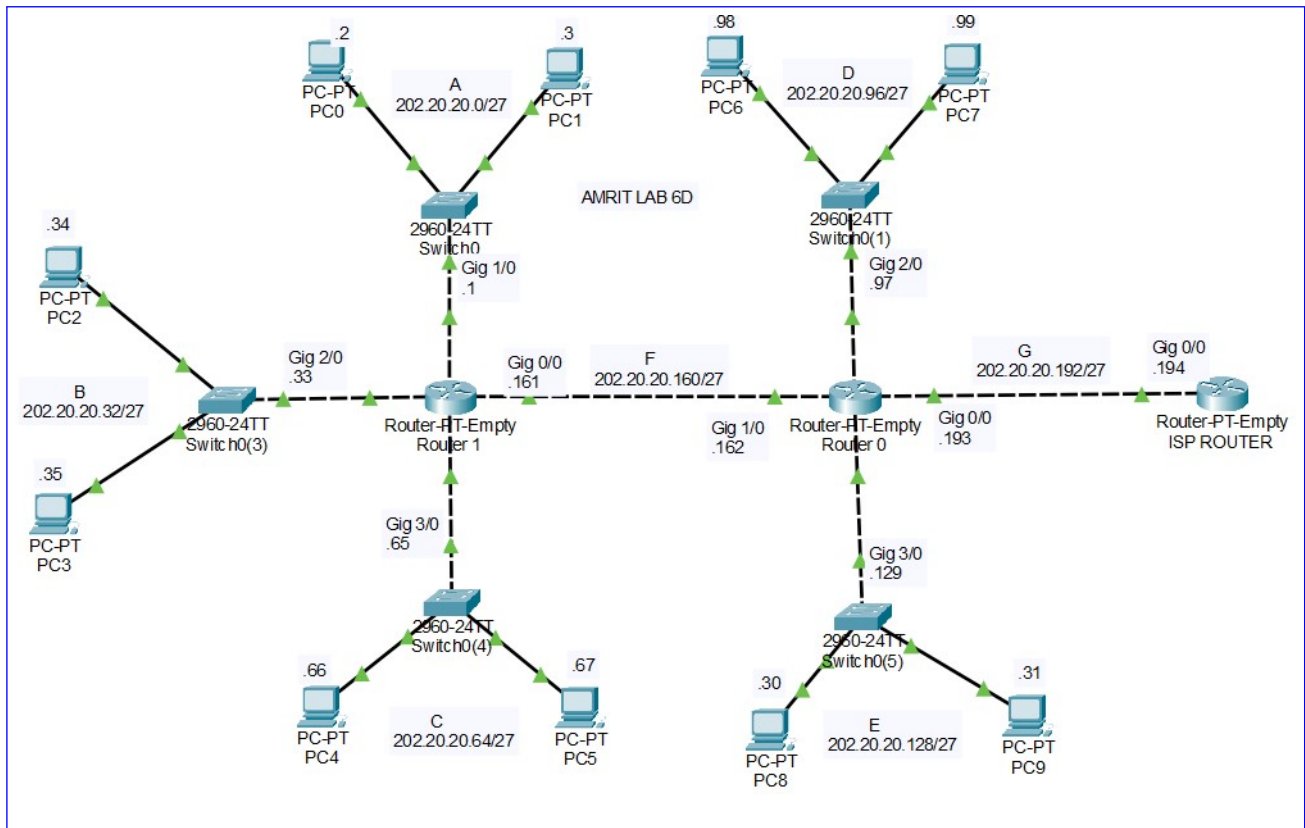 .2
.3
.98
.99
PC-PT
PC0
A
202.20.20.0/27
PC-PT
PC1
PC-PT
PC6
D
202.20.20.96/27
PC-PT
PC7
AMRIT LAB 6D
2960-24TT
Switch0
2960-24TT
Switch0(1)
.34
PC-PT
PC2
Gig 1/0
.1
Gig 2/0
.97
B
202.20.20.32/27
2960-24TT
Switch0(3)
Gig 2/0
.33
Gig 0/0
.161
F
202.20.20.160/27
G
202.20.20.192/27
Gig 0/0
.194
Router-PT-Empty
Router 1
Gig 1/0
.162
Router-PT-Empty
Router 0
Gig 0/0
.193
Router-PT-Empty
ISP ROUTER
.35
PC-PT
PC3
Gig 3/0
.65
Gig 3/0
.129
2960-24TT
Switch0(4)
2960-24TT
Switch0(5)
.66
.67
.30
.31
PC-PT
PC4
C
202.20.20.64/27
PC-PT
PC5
PC-PT
PC8
E
202.20.20.128/27
PC-PT
PC9